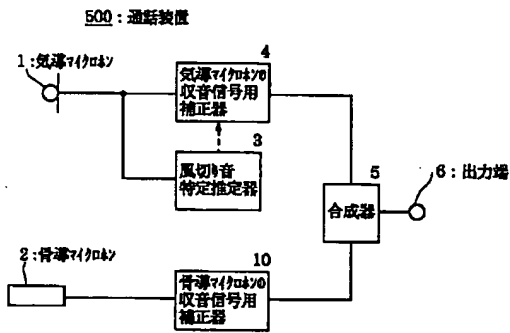 500：通話装置
1：気導マイクロホン
4
気導マイクロホンの
収音信号用
補正器
3
風切り音
特定推定器
5
合成器
6：出力端
2：骨導マイクロホン
10
骨導マイクロホンの
収音信号用
補正器